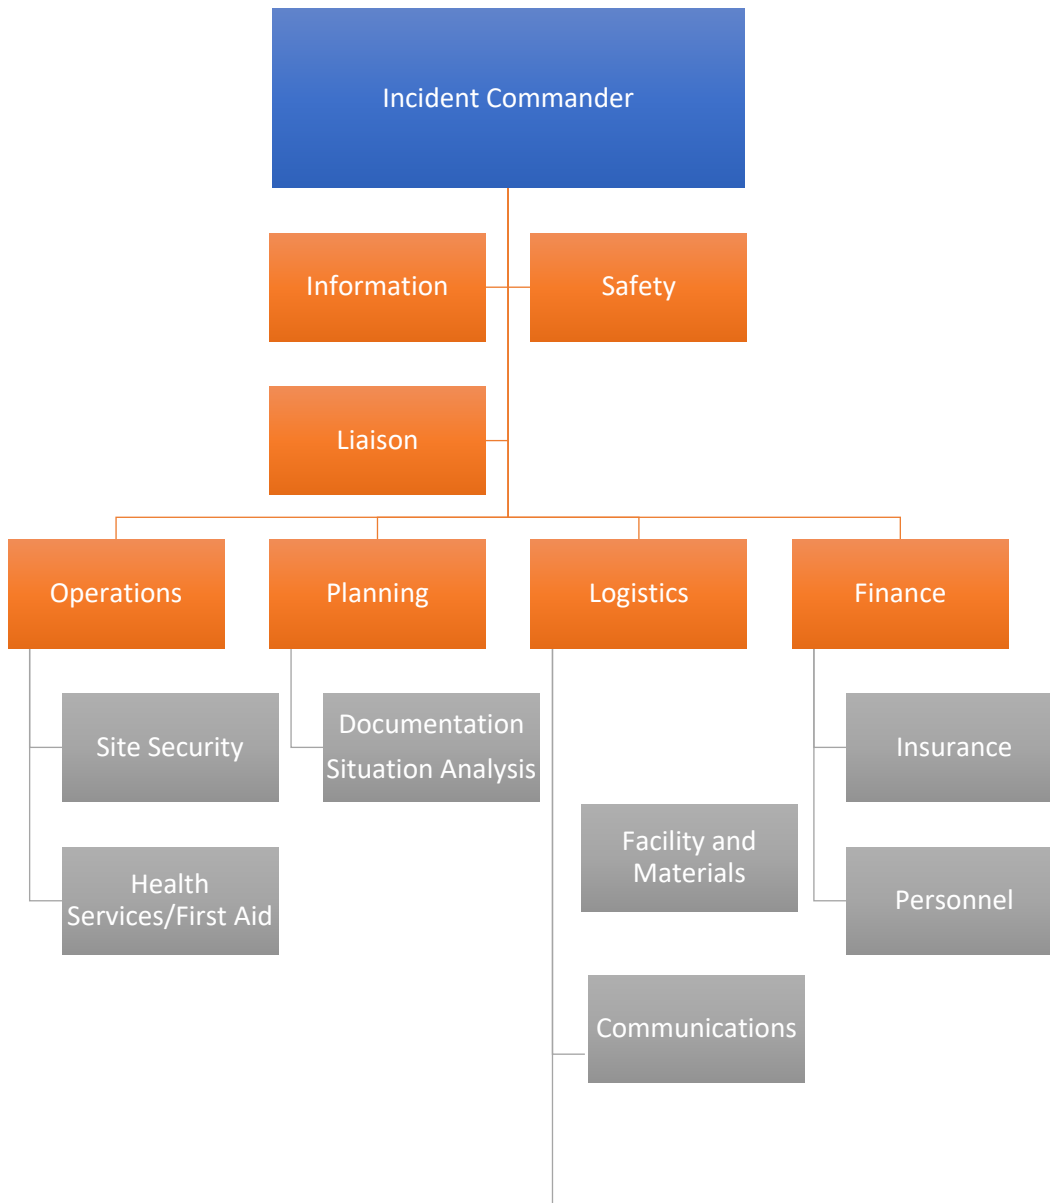 Incident Commander
Information
Safety
Liaison
Operations
Planning
Logistics
Finance
Site Security
Documentation
Situation Analysis
Insurance
Facility and
Materials
Health
Services/First Aid
Personnel
Communications